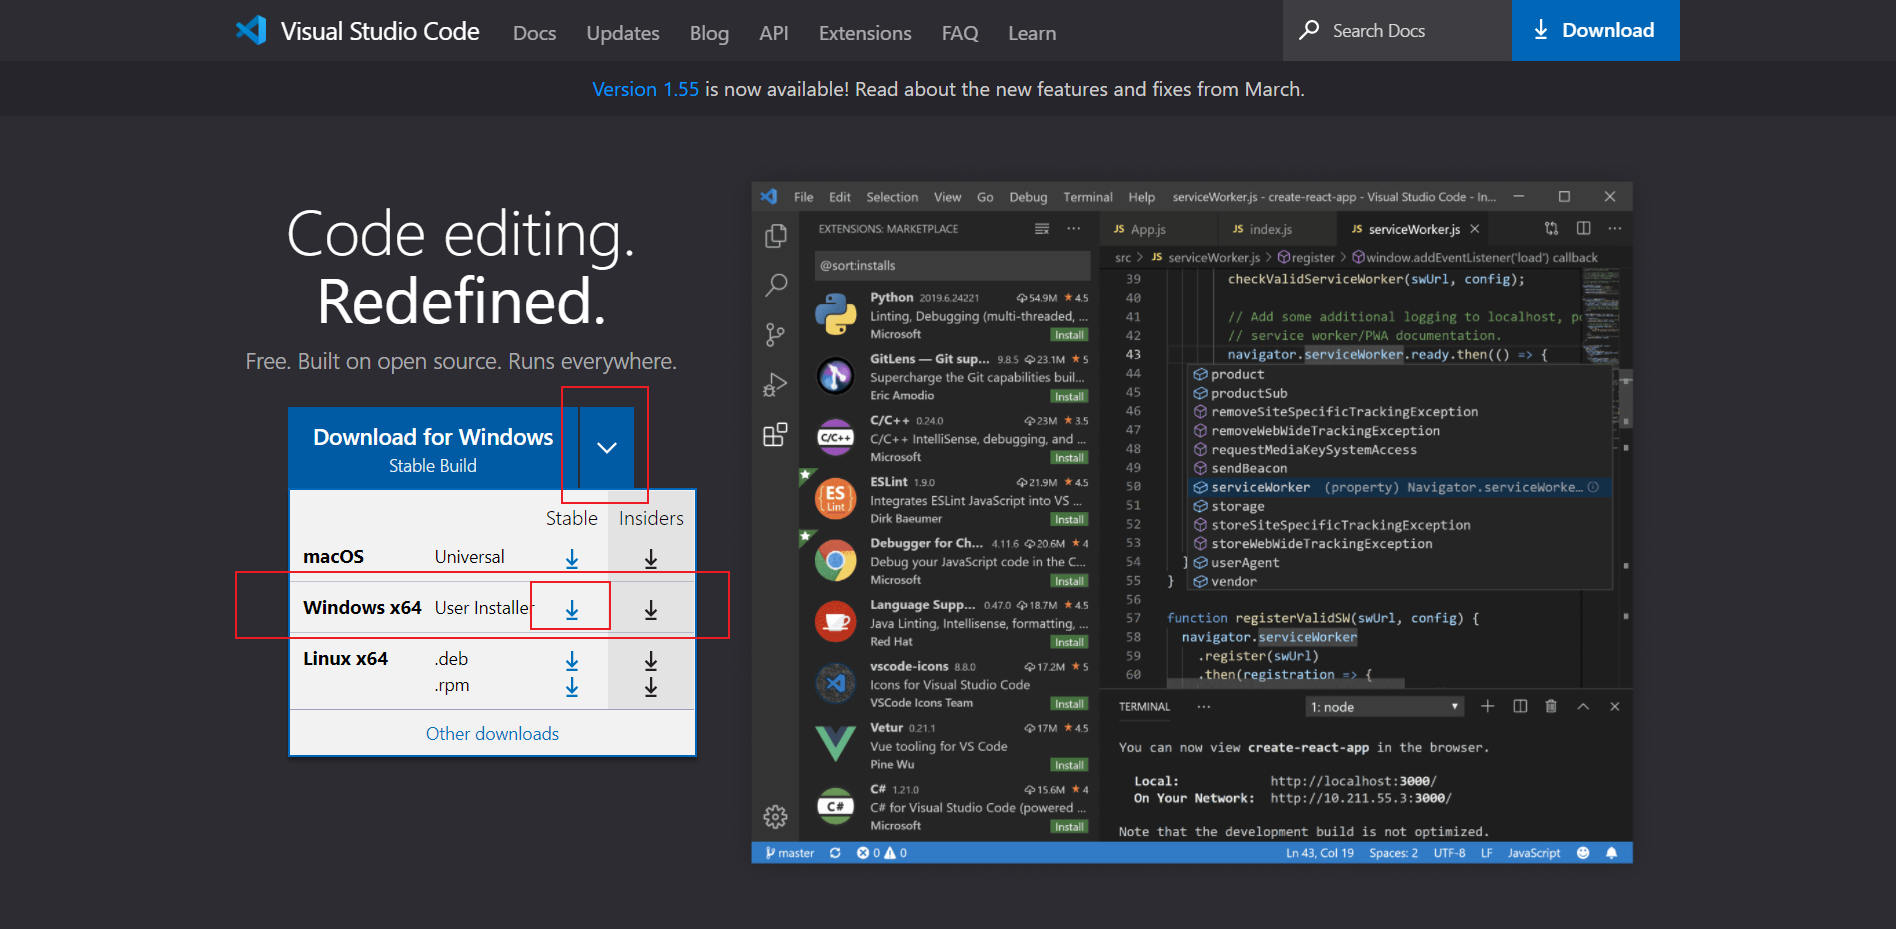 Visual Studio Code
Docs
Updates
Blog
API
Extensions
FAQ
Learn
Search Docs
Download
Version 1.55 is now available! Read about the new features and fixes from March.
Code editing.
Redefined.
Free. Built on open source. Runs everywhere.
Download for Windows
Stable Build
Stable Insiders
macOS Universal
Windows x64 User Installer
Linux x64 .deb
.rpm
Other downloads
File Edit Selection View Go Debug Terminal Help serviceWorker.js - create-react-app - Visual Studio Code - In...
EXTENSIONS: MARKETPLACE
@sort:installs
Python 2019.6.24221 54.9M ★ 4.5
Linting, Debugging (multi-threaded, ...
Microsoft Install
GitLens — Git sup... 9.8.5 23.1M ★ 5
Supercharge the Git capabilities buil...
Eric Amodio Install
C/C++
C/C++ 0.24.0 23M ★ 3.5
C/C++ IntelliSense, debugging, and ...
Microsoft Install
ES
Lint
ESLint 1.9.0 21.9M ★ 4.5
Integrates ESLint JavaScript into VS ...
Dirk Baeumer Install
Debugger for Ch... 4.11.6 20.6M ★ 4
Debug your JavaScript code in the C...
Microsoft Install
Language Supp... 0.47.0 18.7M ★ 4.5
Java Linting, Intellisense, formatting, ...
Red Hat Install
vscode-icons 8.8.0 17.2M ★ 5
Icons for Visual Studio Code
VSCode Icons Team Install
Vetur 0.21.1 17M ★ 4.5
Vue tooling for VS Code
Pine Wu Install
C#
C# 1.21.0 15.6M ★ 4
C# for Visual Studio Code (powered ...
Microsoft Install
JS App.js
JS index.js
JS serviceWorker.js
src > JS serviceWorker.js > register > window.addEventListener('load') callback
39 checkValidServiceWorker(swUrl, config);
40
41 // Add some additional logging to localhost, po
42 // service worker/PWA documentation.
43 navigator.serviceWorker.ready.then(() => {
44 product
45 productSub
46 removeSiteSpecificTrackingException
47 removeWebWideTrackingException
48 requestMediaKeySystemAccess
49 sendBeacon
50 serviceWorker (property) Navigator.serviceWorke...
51 storage
52 storeSiteSpecificTrackingException
53 storeWebWideTrackingException
54 } userAgent
55 } vendor
56
57 function registerValidSW(swUrl, config) {
58 navigator.serviceWorker
59 .register(swUrl)
60 .then(registration => {
TERMINAL ... 1: node
You can now view create-react-app in the browser.
Local: http://localhost:3000/
On Your Network: http://10.211.55.3:3000/
Note that the development build is not optimized.
master 0 0
Ln 43, Col 19 Spaces: 2 UTF-8 LF JavaScript